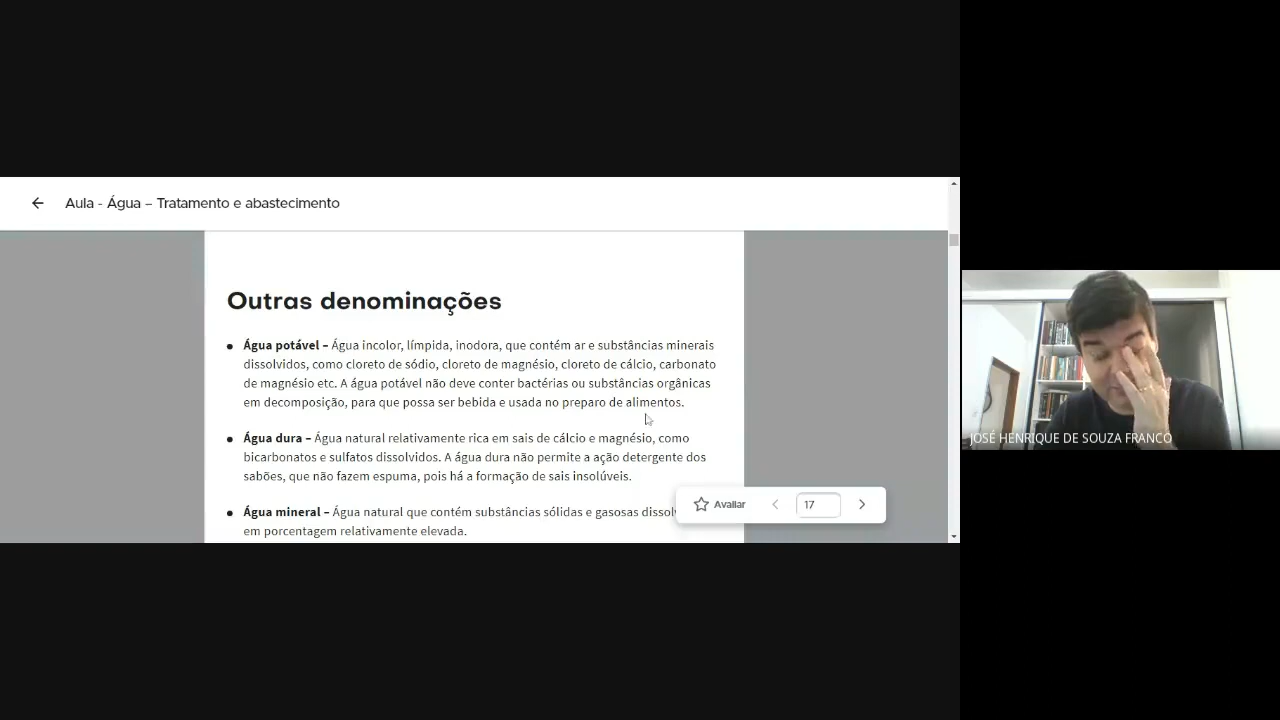 Aula - Água – Tratamento e abastecimento
Outras denominações
Água potável – Água incolor, límpida, inodora, que contém ar e substâncias minerais
dissolvidos, como cloreto de sódio, cloreto de magnésio, cloreto de cálcio, carbonato
de magnésio etc. A água potável não deve conter bactérias ou substâncias orgânicas
em decomposição, para que possa ser bebida e usada no preparo de alimentos.
Água dura – Água natural relativamente rica em sais de cálcio e magnésio, como
bicarbonatos e sulfatos dissolvidos. A água dura não permite a ação detergente dos
sabões, que não fazem espuma, pois há a formação de sais insolúveis.
Água mineral – Água natural que contém substâncias sólidas e gasosas
em porcentagem relativamente elevada.
Avaliar
17
JOSÉ HENRIQUE DE SOUZA FRANCO